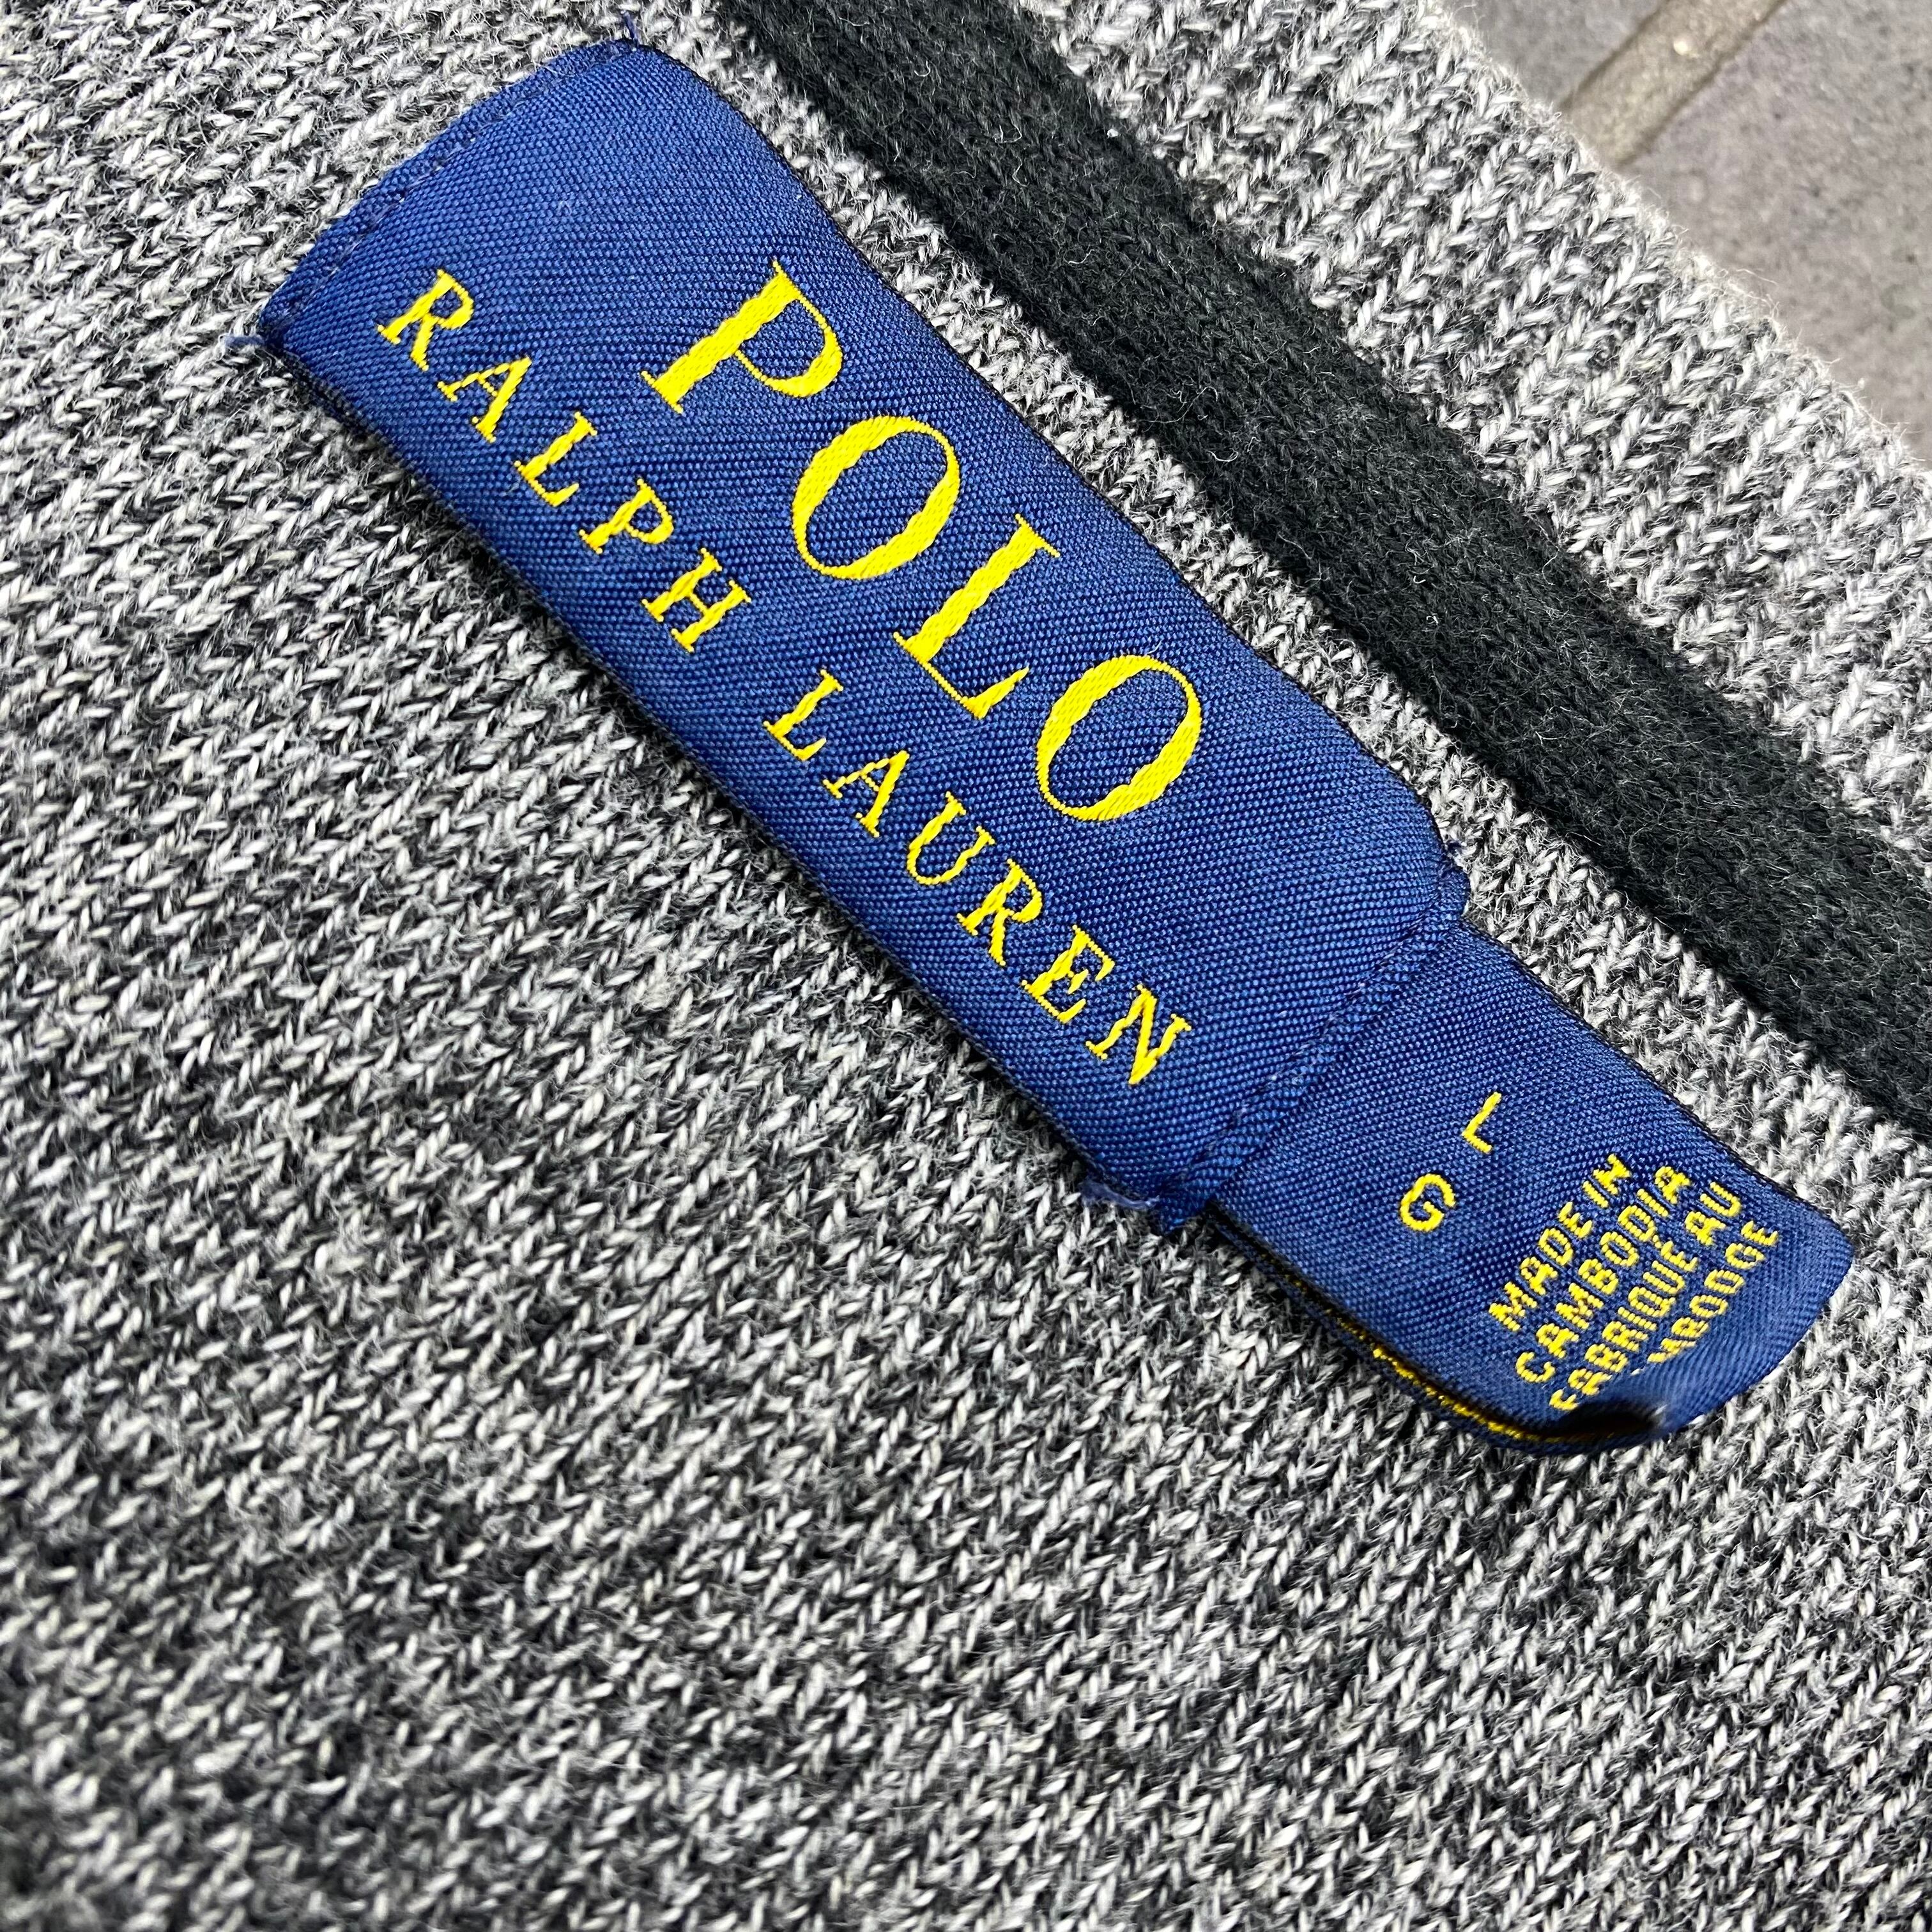 POLO
RALPH LAUREN
L
G
MADE IN
CAMBODIA
FABRIQUE AU